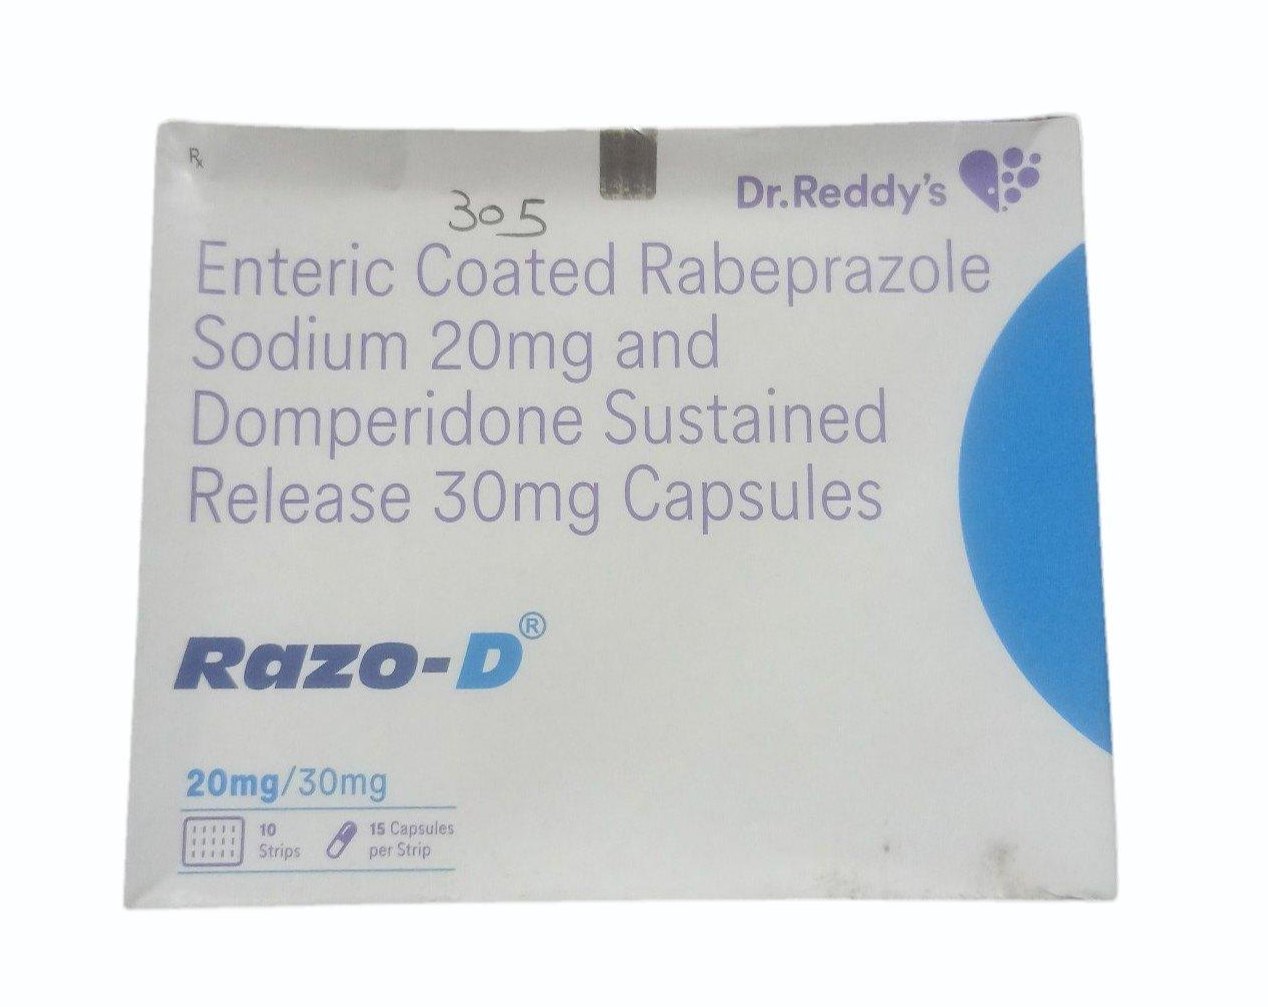 Rx
Dr.Reddy's
305
Enteric Coated Rabeprazole
Sodium 20mg and
Domperidone Sustained
Release 30mg Capsules
Razo-D®
20mg/30mg
10
Strips
15 Capsules
per Strip